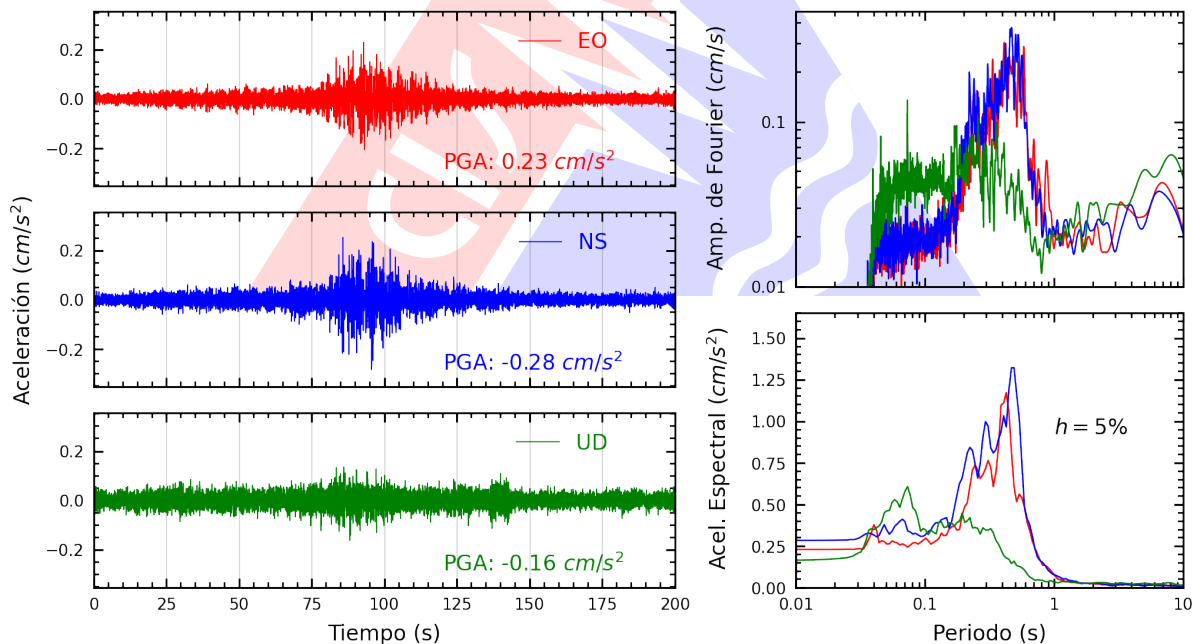 EO
0.2
0.0
−0.2
PGA: 0.23 cm/s²
NS
0.2
0.0
−0.2
PGA: -0.28 cm/s²
UD
0.2
0.0
−0.2
PGA: -0.16 cm/s²
Aceleración (cm/s²)
0 25 50 75 100 125 150 175 200
Tiempo (s)
Amp. de Fourier (cm/s)
0.1
0.01
Acel. Espectral (cm/s²)
1.50
1.25
1.00
0.75
0.50
0.25
0.00
h = 5%
0.01 0.1 1 10
Periodo (s)